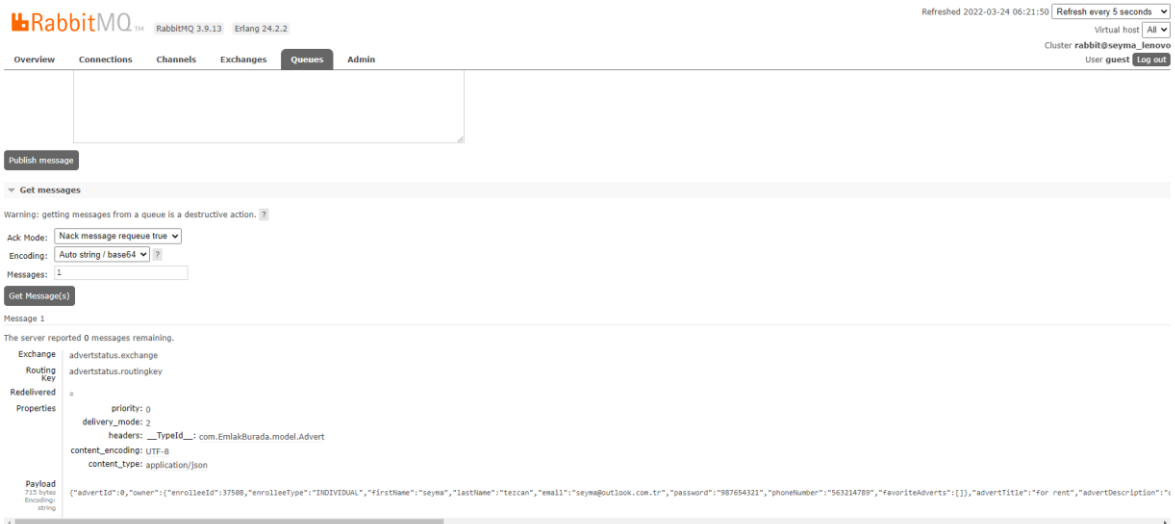 RabbitMQ TM RabbitMQ 3.9.13 Erlang 24.2.2
Refreshed 2022-03-24 06:21:50 Refresh every 5 seconds
Virtual host All
Cluster rabbit@seyma_lenovo
User guest Log out
Overview Connections Channels Exchanges Queues Admin
Publish message
Get messages
Warning: getting messages from a queue is a destructive action. ?
Ack Mode: Nack message requeue true
Encoding: Auto string / base64 ?
Messages: 1
Get Message(s)
Message 1
The server reported 0 messages remaining.
Exchange advertstatus.exchange
Routing Key advertstatus.routingkey
Redelivered
Properties priority: 0
delivery_mode: 2
headers: __TypeId__: com.EmlakBurada.model.Advert
content_encoding: UTF-8
content_type: application/json
Payload
715 bytes
Encoding: string
{"advertId":0,"owner":{"enrolleeId":37508,"enrolleeType":"INDIVIDUAL","firstName":"seyma","lastName":"tezcan","email":"seyma@outlook.com.tr","password":"987654321","phoneNumber":"563214789","favoriteAdverts":[]},"advertTitle":"for rent","advertDescription":"